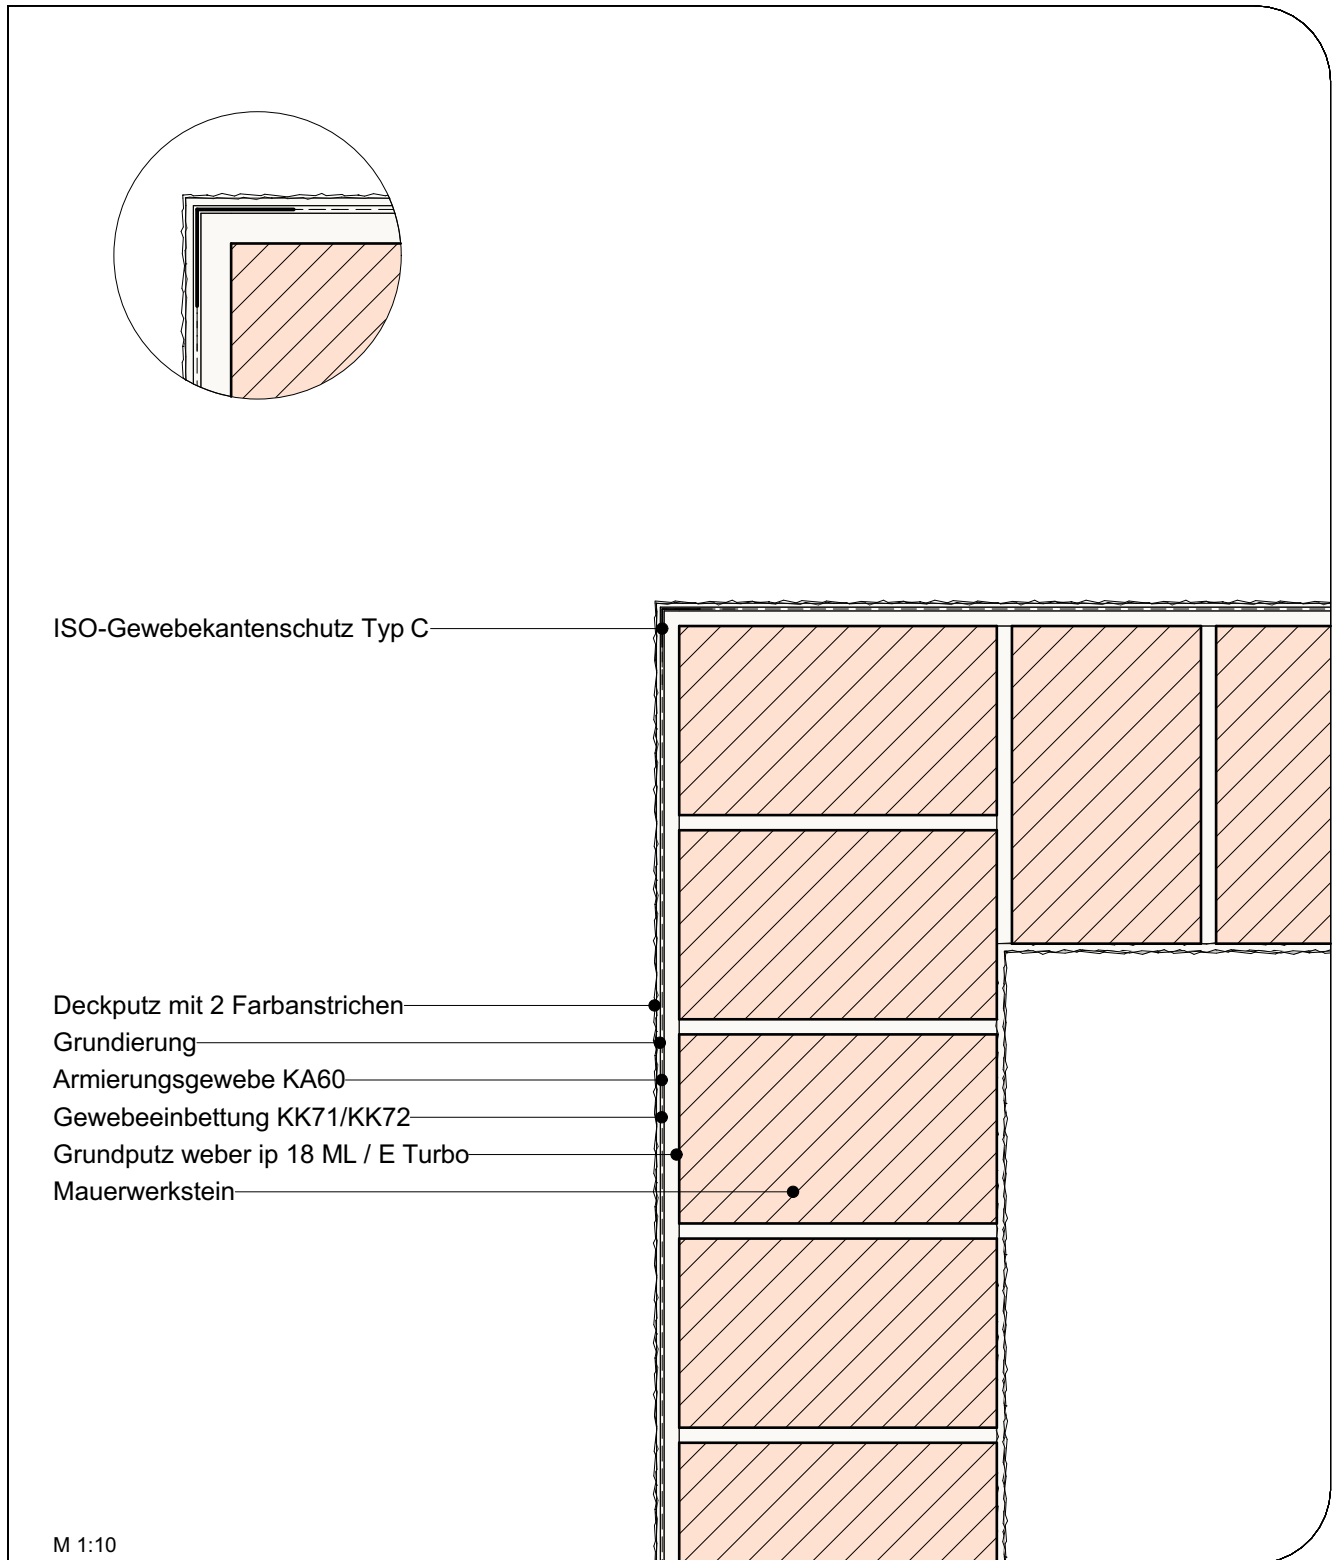 ISO-Gewebekantenschutz Typ C
Deckputz mit 2 Farbanstrichen
Grundierung
Armierungsgewebe KA60
Gewebeeinbettung KK71/KK72
Grundputz weber ip 18 ML / E Turbo
Mauerwerkstein
M 1:10